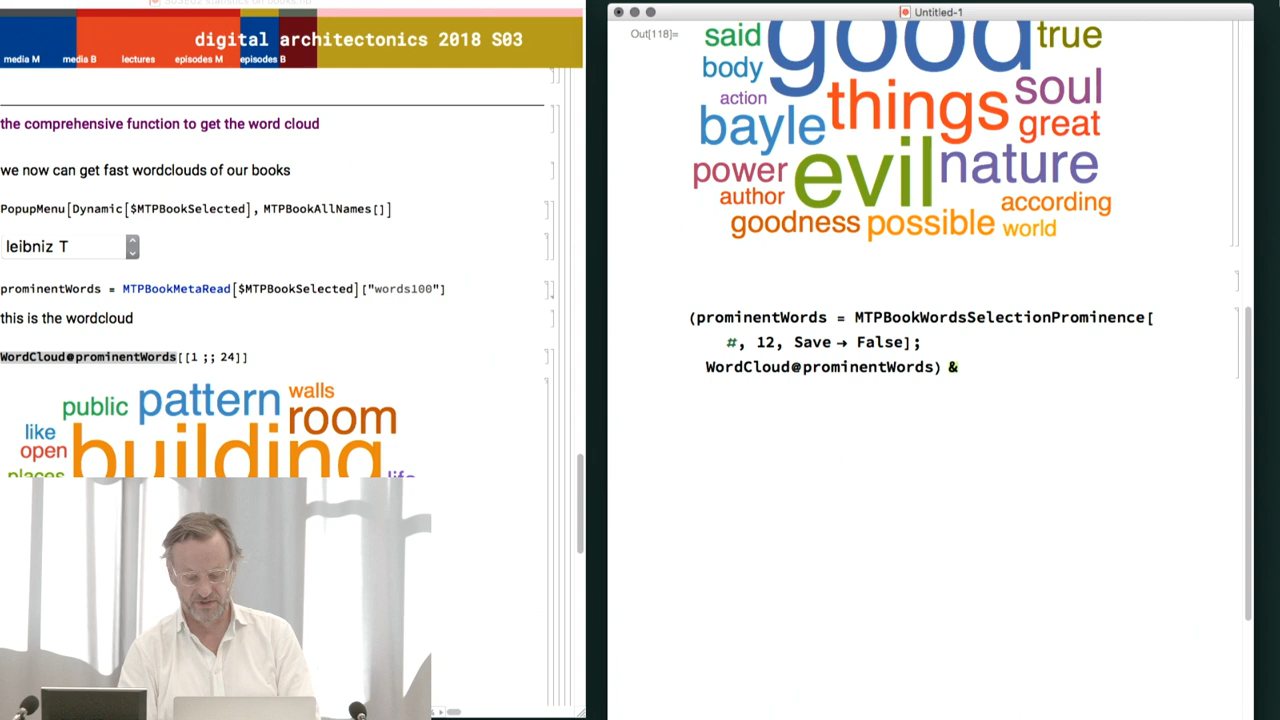 digital architectonics 2018 S03
media M
media B
lectures
episodes M
episodes B
the comprehensive function to get the word cloud
we now can get fast wordclouds of our books
PopupMenu[Dynamic[$MTPBookSelected], MTPBookAllNames[]]
leibniz T
prominentWords = MTPBookMetaRead[$MTPBookSelected]["words100"]
this is the wordcloud
WordCloud@prominentWords[[1 ;; 24]]
public
pattern
walls
room
like
open
building
places
life
Untitled-1
Out[118]=
said
good
true
body
action
things
soul
bayle
great
power
evil
nature
author
according
goodness
possible
world
(prominentWords = MTPBookWordsSelectionProminence[
#, 12, Save → False];
WordCloud@prominentWords) &